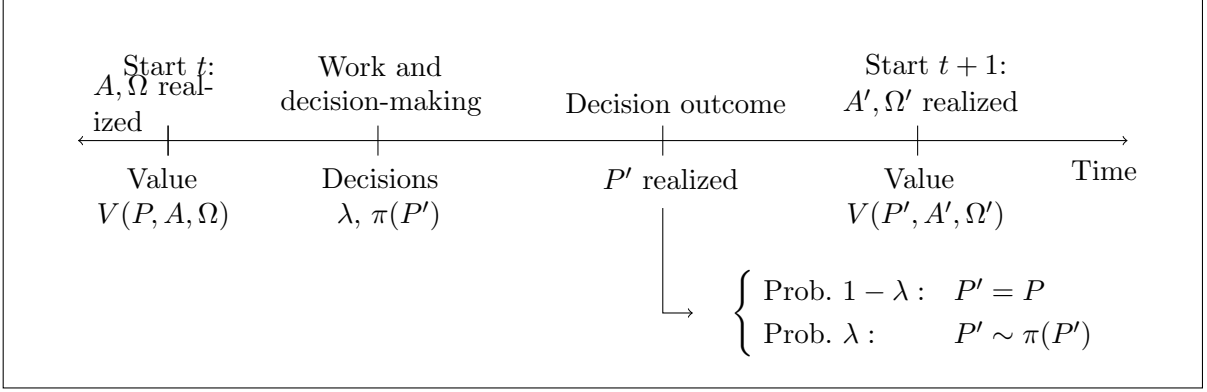 Start t:
A, Ω real-
ized
Work and
decision-making
Decision outcome
Start t + 1:
A′, Ω′ realized
Time
Value
V(P, A, Ω)
Decisions
λ, π(P′)
P′ realized
Value
V(P′, A′, Ω′)
{ Prob. 1 − λ : P′ = P
Prob. λ : P′ ∼ π(P′)